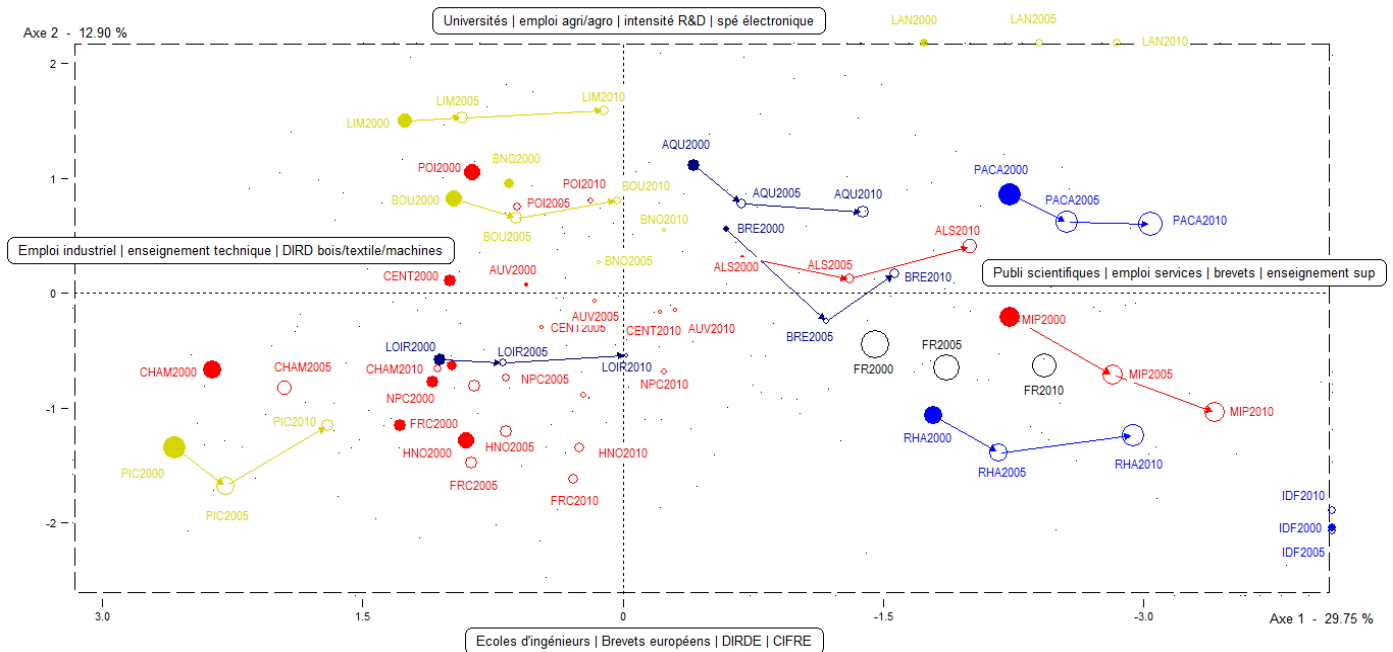 Universités | emploi agri/agro | intensité R&D | spé électronique
LAN2000
LAN2005
LAN2010
Axe 2 - 12.90 %
2
LIM2000
LIM2005
LIM2010
AQU2000
POI2000
BNO2000
POI2010
BOU2010
AQU2005
AQU2010
PACA2000
PACA2005
PACA2010
BOU2000
POI2005
BNO2010
BRE2000
ALS2010
1
BOU2005
Emploi industriel | enseignement technique | DIRD bois/textile/machines
BNO2005
ALS2000
ALS2005
BRE2010
Publi scientifiques | emploi services | brevets | enseignement sup
CENT2000
AUV2000
0
AUV2005
CENT2005
CENT2010
AUV2010
BRE2005
MIP2000
LOIR2000
LOIR2005
LOIR2010
FR2000
FR2005
FR2010
CHAM2000
CHAM2005
CHAM2010
NPC2005
NPC2010
MIP2005
NPC2000
-1
MIP2010
PIC2010
FRC2000
RHA2000
PIC2000
HNO2000
HNO2005
HNO2010
RHA2005
RHA2010
FRC2005
FRC2010
PIC2005
IDF2010
-2
IDF2000
IDF2005
3.0
1.5
0
-1.5
-3.0
Axe 1 - 29.75 %
Ecoles d'ingénieurs | Brevets européens | DIRDE | CIFRE